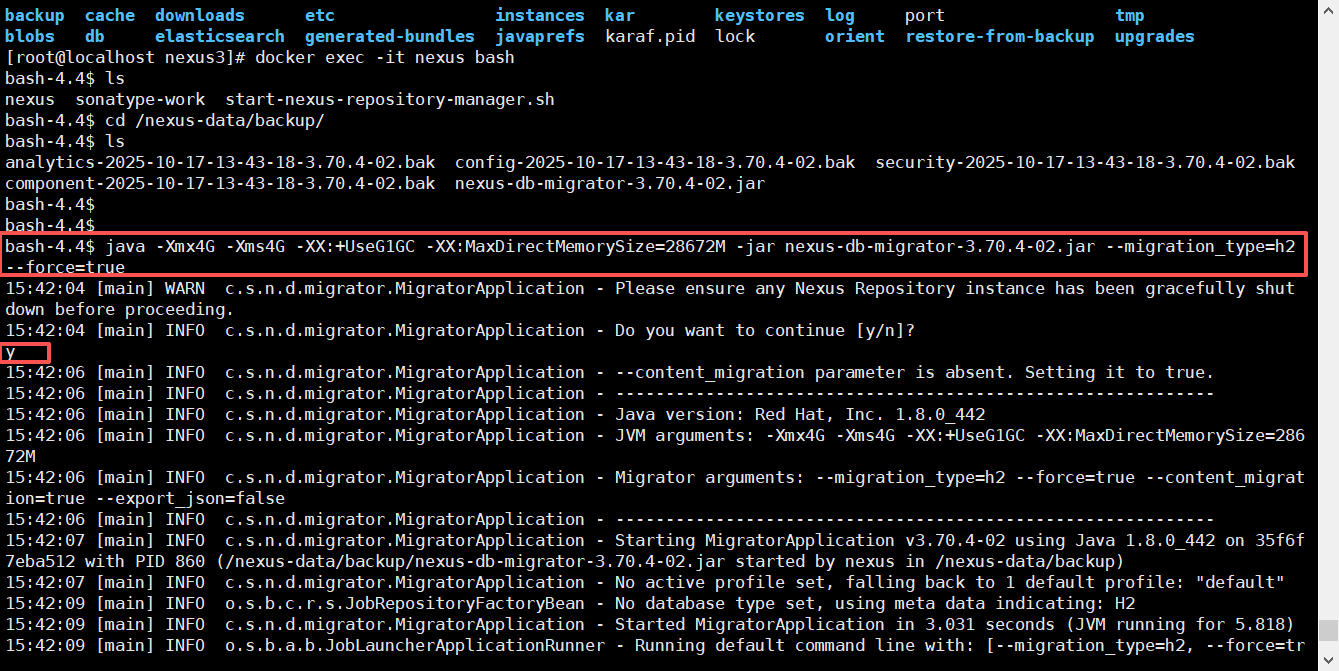 backup  cache  downloads      etc                instances  kar        keystores  log     port                 tmp
blobs   db     elasticsearch  generated-bundles  javaprefs  karaf.pid  lock       orient  restore-from-backup  upgrades
[root@localhost nexus3]# docker exec -it nexus bash
bash-4.4$ ls
nexus  sonatype-work  start-nexus-repository-manager.sh
bash-4.4$ cd /nexus-data/backup/
bash-4.4$ ls
analytics-2025-10-17-13-43-18-3.70.4-02.bak  config-2025-10-17-13-43-18-3.70.4-02.bak  security-2025-10-17-13-43-18-3.70.4-02.bak
component-2025-10-17-13-43-18-3.70.4-02.bak  nexus-db-migrator-3.70.4-02.jar
bash-4.4$
bash-4.4$
bash-4.4$ java -Xmx4G -Xms4G -XX:+UseG1GC -XX:MaxDirectMemorySize=28672M -jar nexus-db-migrator-3.70.4-02.jar --migration_type=h2
--force=true
15:42:04 [main] WARN  c.s.n.d.migrator.MigratorApplication - Please ensure any Nexus Repository instance has been gracefully shut
down before proceeding.
15:42:04 [main] INFO  c.s.n.d.migrator.MigratorApplication - Do you want to continue [y/n]?
y
15:42:06 [main] INFO  c.s.n.d.migrator.MigratorApplication - --content_migration parameter is absent. Setting it to true.
15:42:06 [main] INFO  c.s.n.d.migrator.MigratorApplication - ------------------------------------------------------------
15:42:06 [main] INFO  c.s.n.d.migrator.MigratorApplication - Java version: Red Hat, Inc. 1.8.0_442
15:42:06 [main] INFO  c.s.n.d.migrator.MigratorApplication - JVM arguments: -Xmx4G -Xms4G -XX:+UseG1GC -XX:MaxDirectMemorySize=286
72M
15:42:06 [main] INFO  c.s.n.d.migrator.MigratorApplication - Migrator arguments: --migration_type=h2 --force=true --content_migrat
ion=true --export_json=false
15:42:06 [main] INFO  c.s.n.d.migrator.MigratorApplication - ------------------------------------------------------------
15:42:07 [main] INFO  c.s.n.d.migrator.MigratorApplication - Starting MigratorApplication v3.70.4-02 using Java 1.8.0_442 on 35f6f
7eba512 with PID 860 (/nexus-data/backup/nexus-db-migrator-3.70.4-02.jar started by nexus in /nexus-data/backup)
15:42:07 [main] INFO  c.s.n.d.migrator.MigratorApplication - No active profile set, falling back to 1 default profile: "default"
15:42:09 [main] INFO  o.s.b.c.r.s.JobRepositoryFactoryBean - No database type set, using meta data indicating: H2
15:42:09 [main] INFO  c.s.n.d.migrator.MigratorApplication - Started MigratorApplication in 3.031 seconds (JVM running for 5.818)
15:42:09 [main] INFO  o.s.b.a.b.JobLauncherApplicationRunner - Running default command line with: [--migration_type=h2, --force=tr